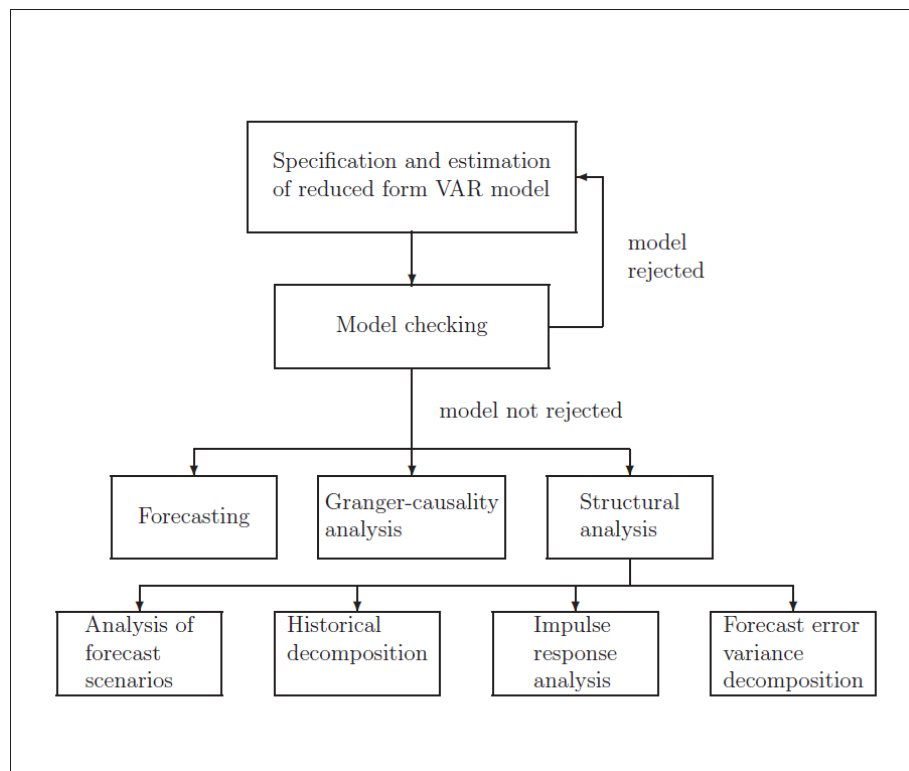 Specification and estimation
of reduced form VAR model
model
rejected
Model checking
model not rejected
Forecasting
Granger-causality
analysis
Structural
analysis
Analysis of
forecast
scenarios
Historical
decomposition
Impulse
response
analysis
Forecast error
variance
decomposition